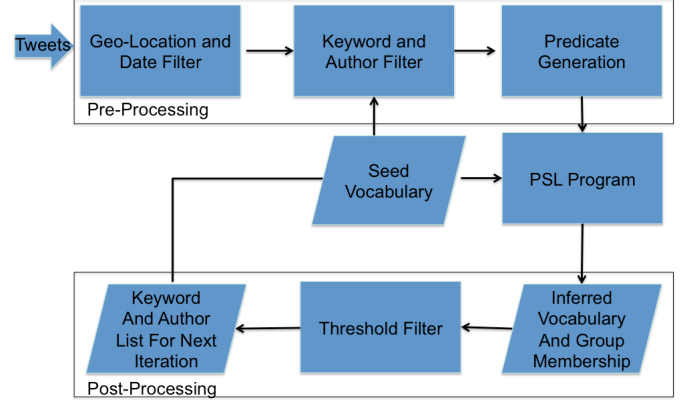 Tweets
Geo-Location and
Date Filter
Keyword and
Author Filter
Predicate
Generation
Pre-Processing
Seed
Vocabulary
PSL Program
Keyword
And Author
List For Next
Iteration
Threshold Filter
Inferred
Vocabulary
And Group
Membership
Post-Processing